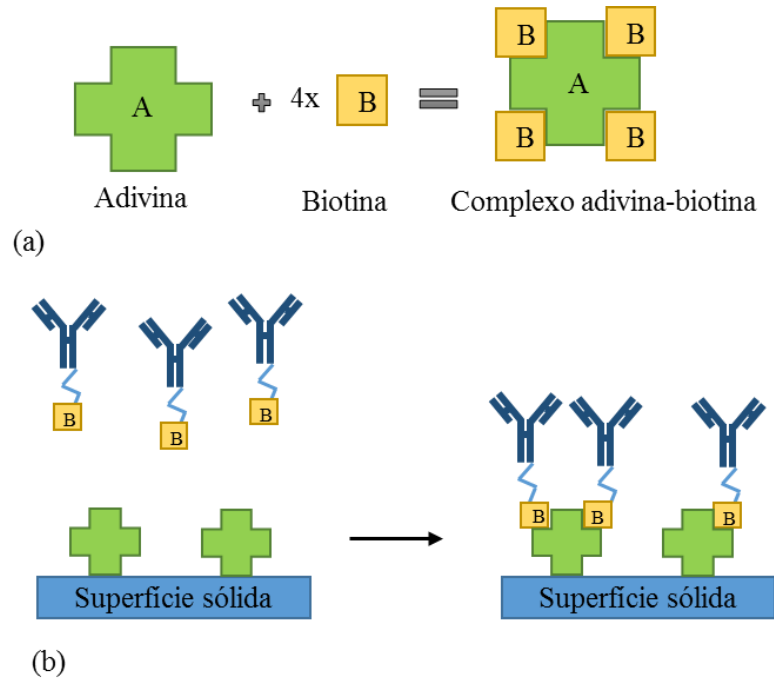 B
B
A
A
4x
B
B
B
Adivina
Biotina
Complexo adivina-biotina
(a)
B
B
B
B
B
B
Superfície sólida
Superfície sólida
(b)